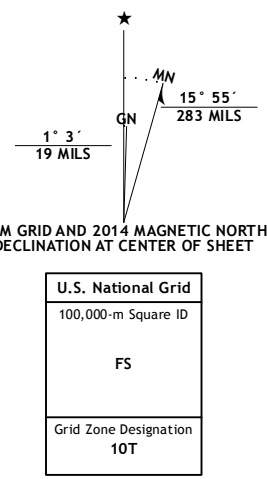 MN
GN
15° 55´
283 MILS
1° 3´
19 MILS
M GRID AND 2014 MAGNETIC NORTH
DECLINATION AT CENTER OF SHEET
U.S. National Grid
100,000-m Square ID
FS
Grid Zone Designation
10T